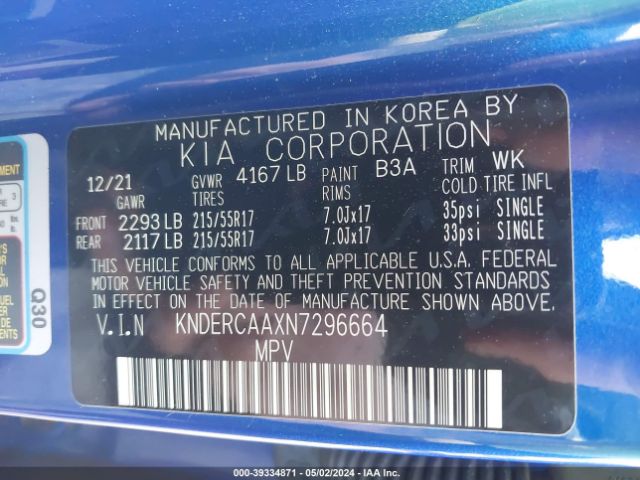 MANUFACTURED IN KOREA BY
KIA CORPORATION
12/21 GVWR 4167 LB PAINT B3A TRIM WK
GAWR TIRES RIMS COLD TIRE INFL
FRONT 2293 LB 215/55R17 7.0Jx17 35psi SINGLE
REAR 2117 LB 215/55R17 7.0Jx17 33psi SINGLE
THIS VEHICLE CONFORMS TO ALL APPLICABLE U.S.A. FEDERAL
MOTOR VEHICLE SAFETY AND THEFT PREVENTION STANDARDS
IN EFFECT ON THE DATE OF MANUFACTURE SHOWN ABOVE.
V.I.N KNDERCAAXN7296664
MPV
Q30
000-39334871 - 05/02/2024 - IAA Inc.